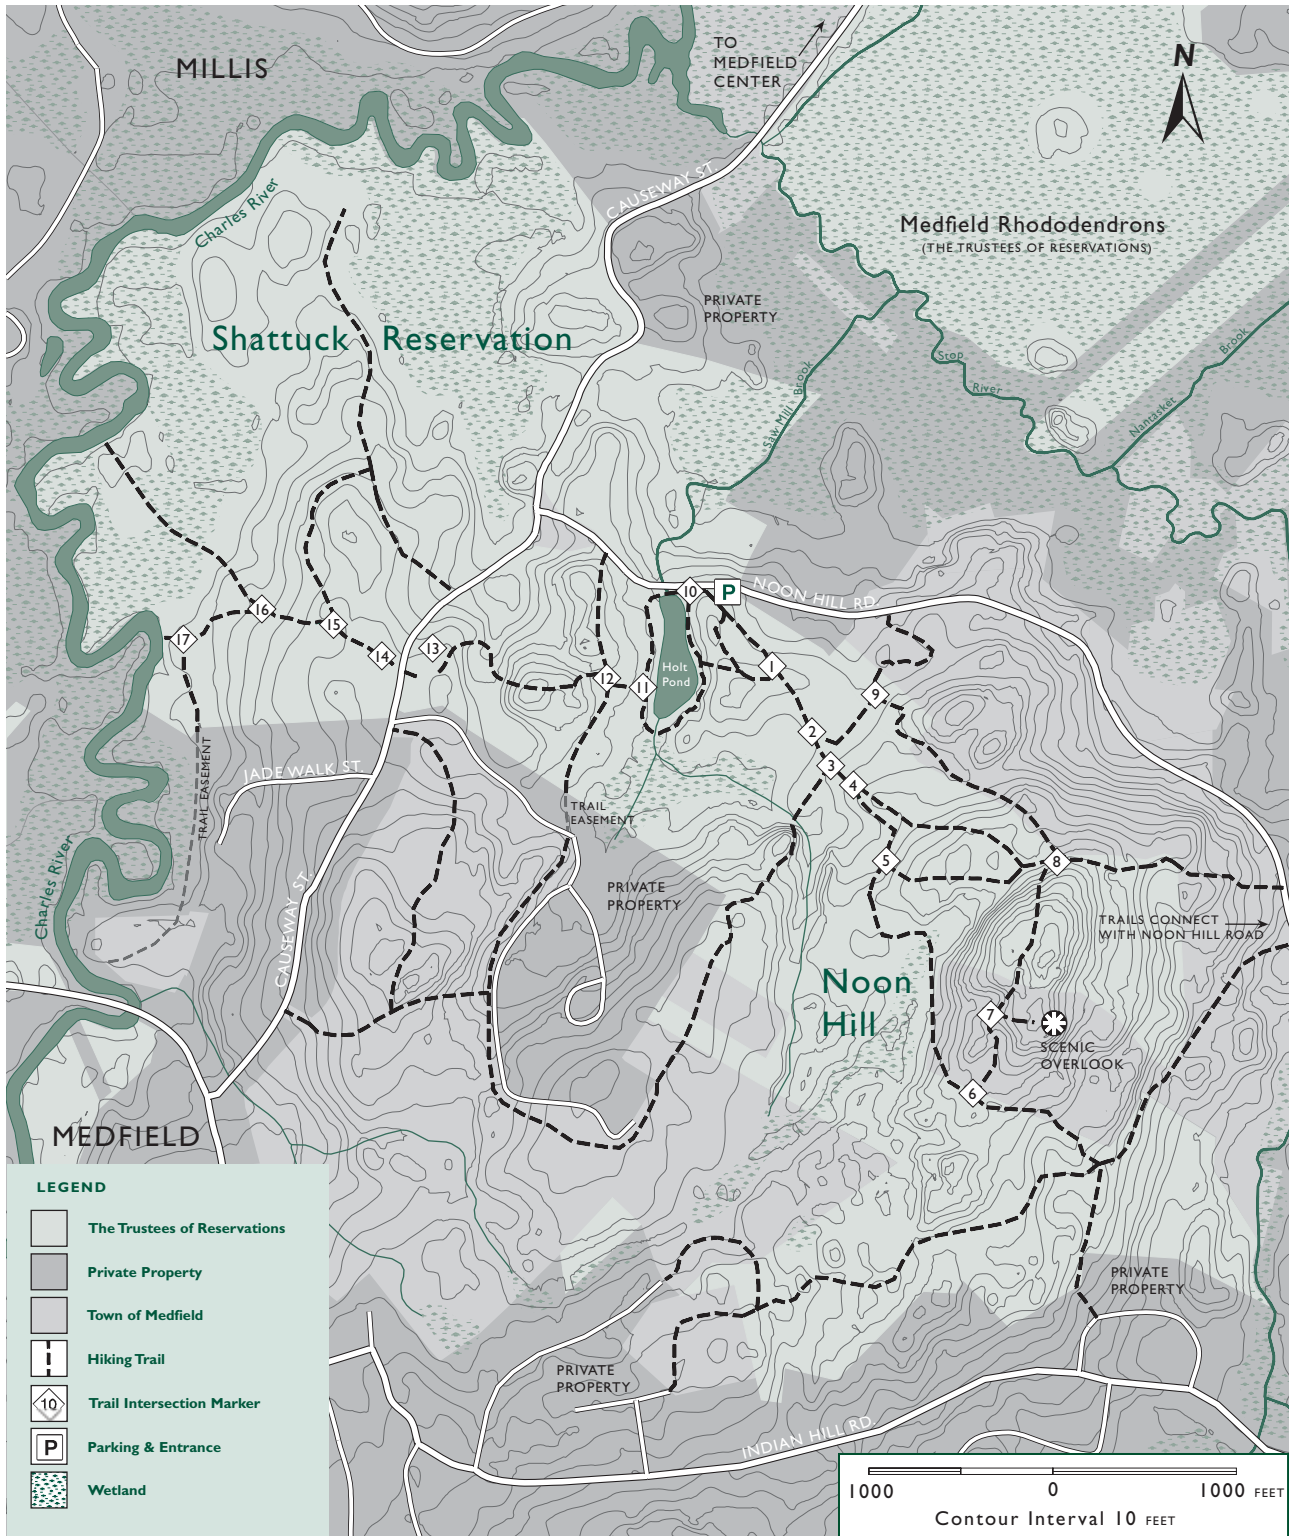 MILLIS
TO
MEDFIELD
CENTER
N
Charles River
CAUSEWAY ST.
Medfield Rhododendrons
(THE TRUSTEES OF RESERVATIONS)
PRIVATE
PROPERTY
Shattuck Reservation
Stop
River
Brook
Nantasket
Saw Mill Brook
10
P
NOON HILL RD.
16
15
17
14
13
12
11
Holt
Pond
1
9
2
3
4
JADE WALK ST.
TRAIL EASEMENT
TRAIL
EASEMENT
5
8
Charles River
CAUSEWAY ST.
PRIVATE
PROPERTY
TRAILS CONNECT
WITH NOON HILL ROAD
Noon
Hill
7
SCENIC
OVERLOOK
6
MEDFIELD
LEGEND
The Trustees of Reservations
Private Property
Town of Medfield
Hiking Trail
10
Trail Intersection Marker
P
Parking & Entrance
Wetland
PRIVATE
PROPERTY
PRIVATE
PROPERTY
INDIAN HILL RD.
1000 0 1000 FEET
Contour Interval 10 FEET